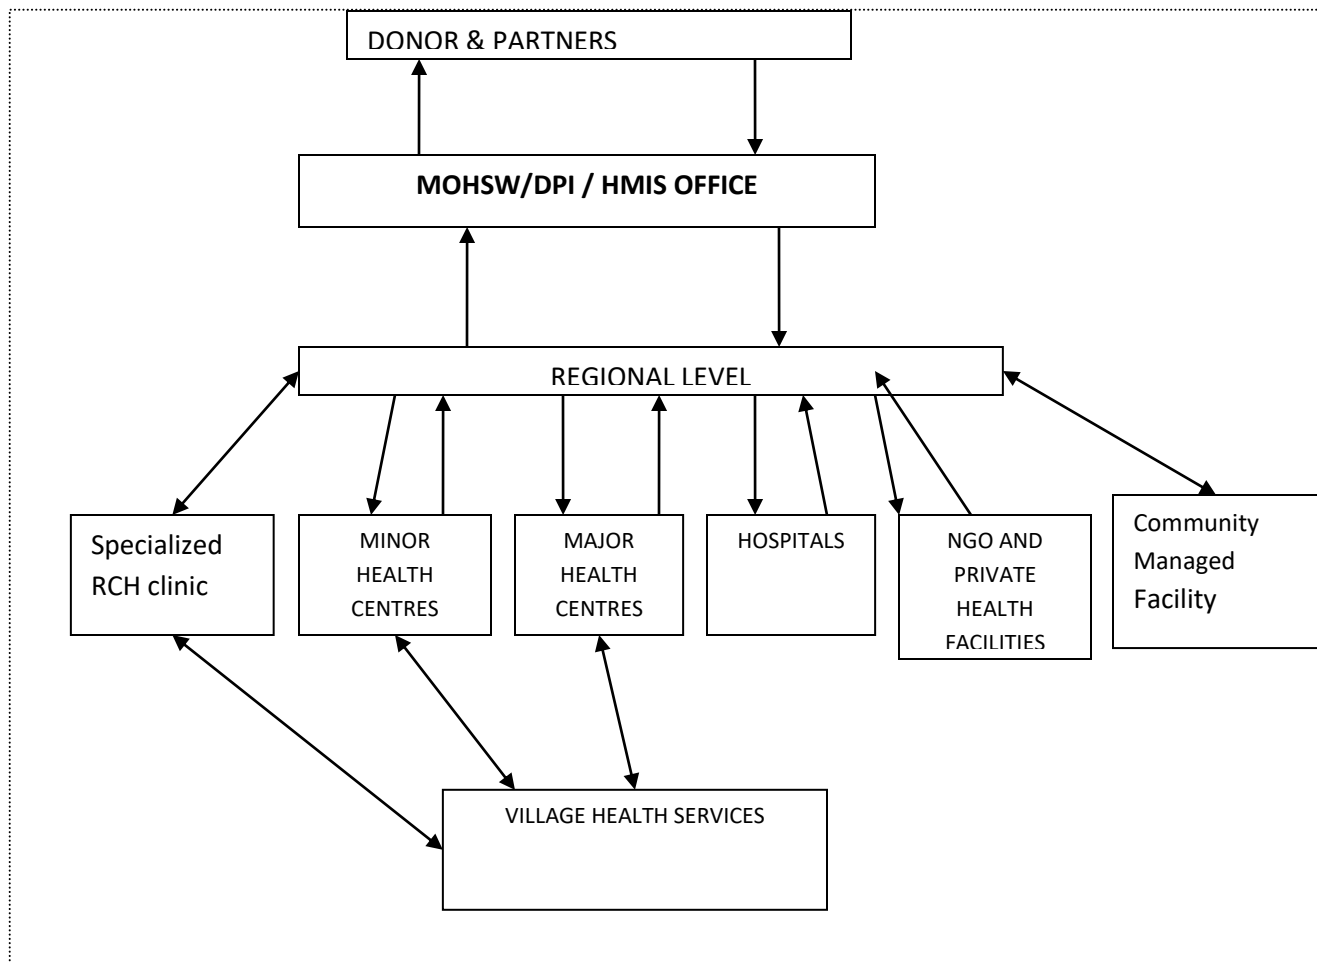 DONOR & PARTNERS
MOHSW/DPI / HMIS OFFICE
REGIONAL LEVEL
Specialized
RCH clinic
MINOR
HEALTH
CENTRES
MAJOR
HEALTH
CENTRES
HOSPITALS
NGO AND
PRIVATE
HEALTH
FACILITIES
Community
Managed
Facility
VILLAGE HEALTH SERVICES